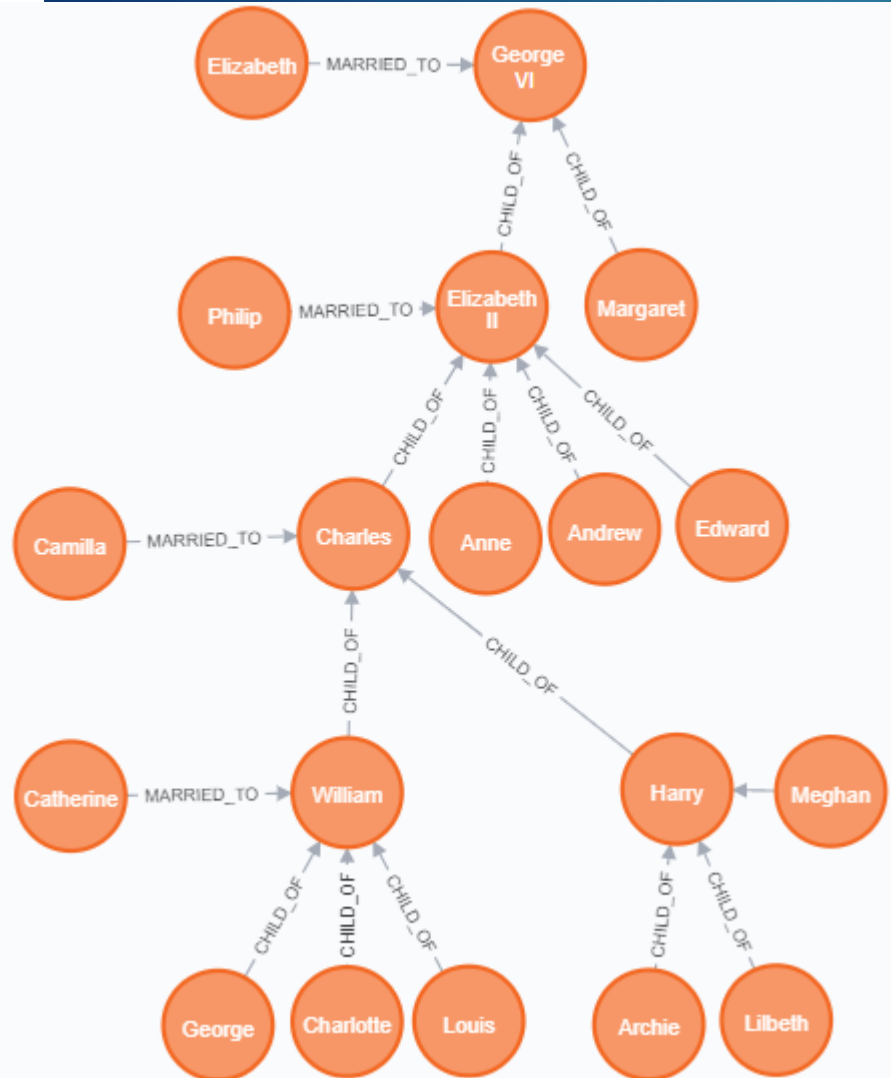 Elizabeth
MARRIED_TO
George
VI
CHILD_OF
CHILD_OF
Philip
MARRIED_TO
Elizabeth
II
Margaret
CHILD_OF
CHILD_OF
CHILD_OF
CHILD_OF
Camilla
MARRIED_TO
Charles
Anne
Andrew
Edward
CHILD_OF
CHILD_OF
Catherine
MARRIED_TO
William
Harry
Meghan
CHILD_OF
CHILD_OF
CHILD_OF
CHILD_OF
CHILD_OF
George
Charlotte
Louis
Archie
Lilbeth